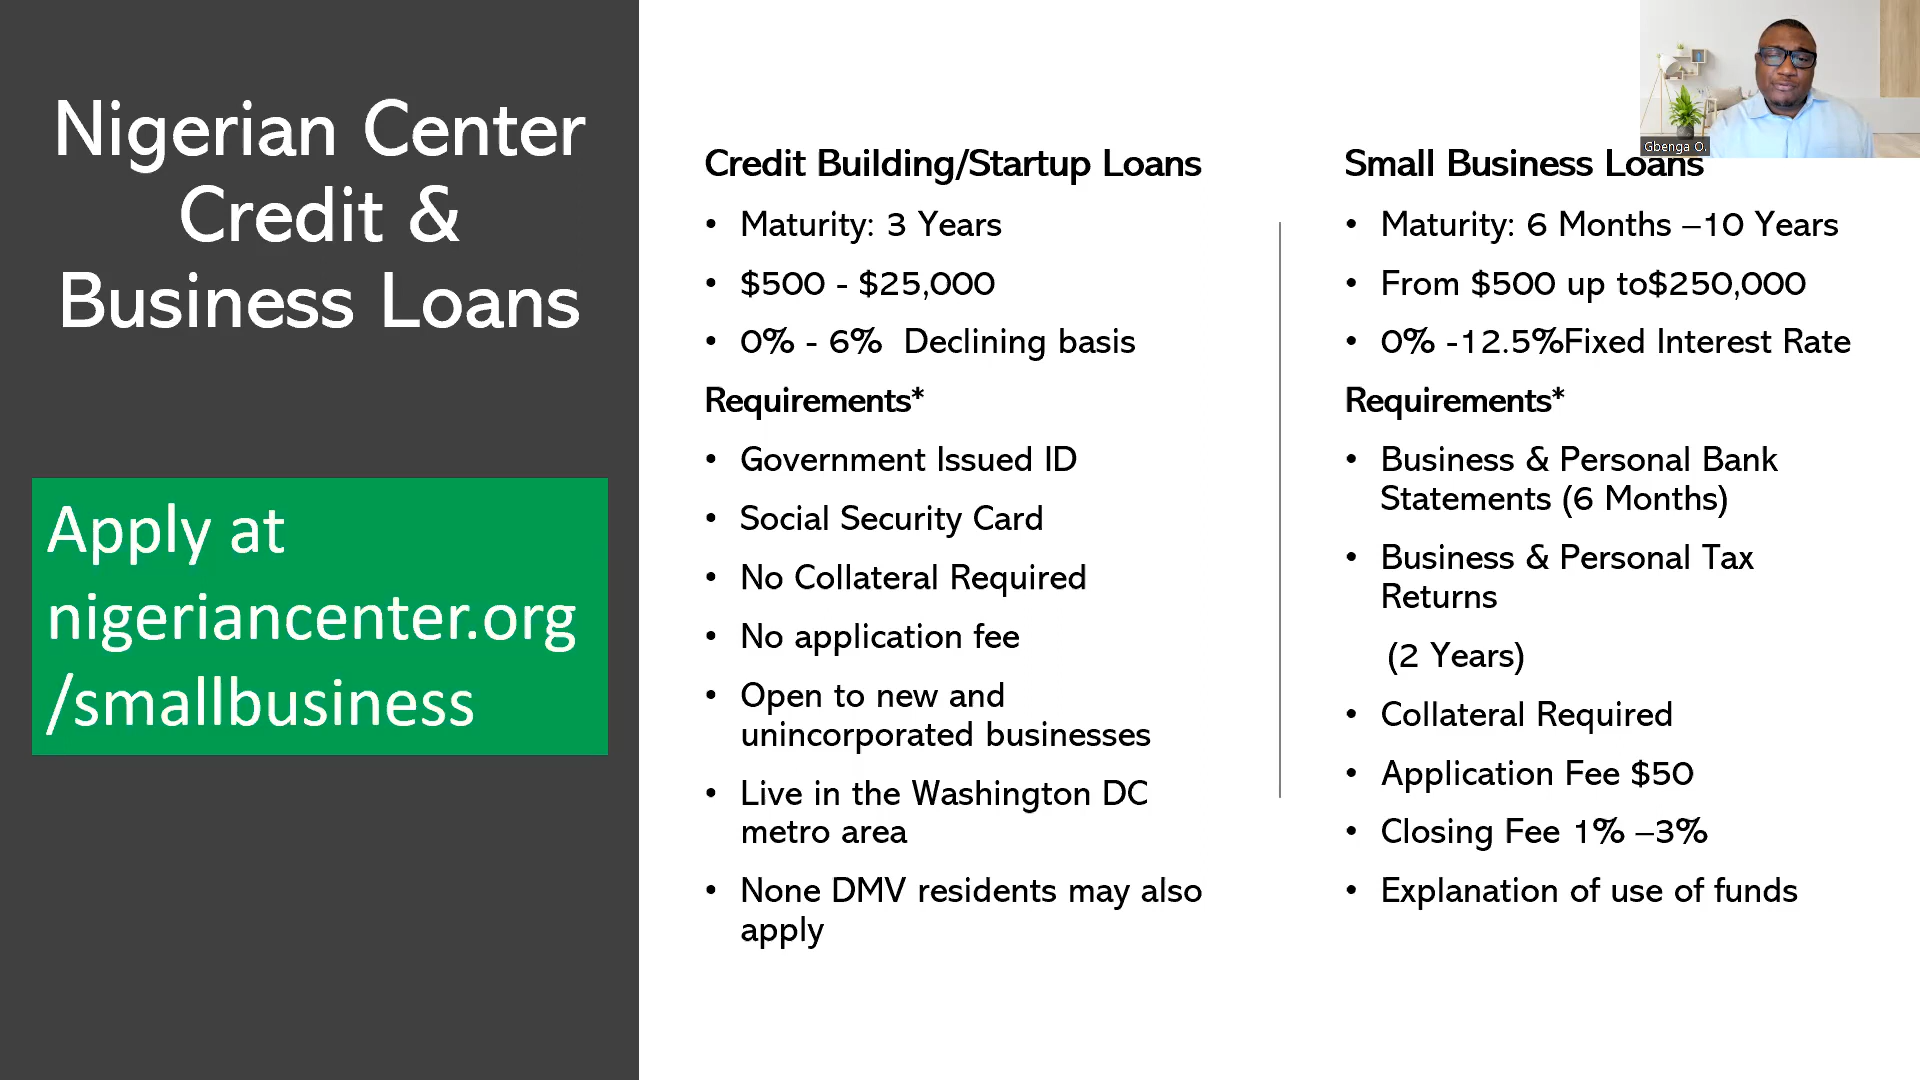 Nigerian Center
Credit &
Business Loans
Apply at
nigeriancenter.org
/smallbusiness
Credit Building/Startup Loans
• Maturity: 3 Years
• $500 - $25,000
• 0% - 6%  Declining basis
Requirements*
• Government Issued ID
• Social Security Card
• No Collateral Required
• No application fee
• Open to new and
unincorporated businesses
• Live in the Washington DC
metro area
• None DMV residents may also
apply
Small Business Loans
• Maturity: 6 Months –10 Years
• From $500 up to$250,000
• 0% -12.5%Fixed Interest Rate
Requirements*
• Business & Personal Bank
Statements (6 Months)
• Business & Personal Tax
Returns
(2 Years)
• Collateral Required
• Application Fee $50
• Closing Fee 1% –3%
• Explanation of use of funds
Gbenga O.